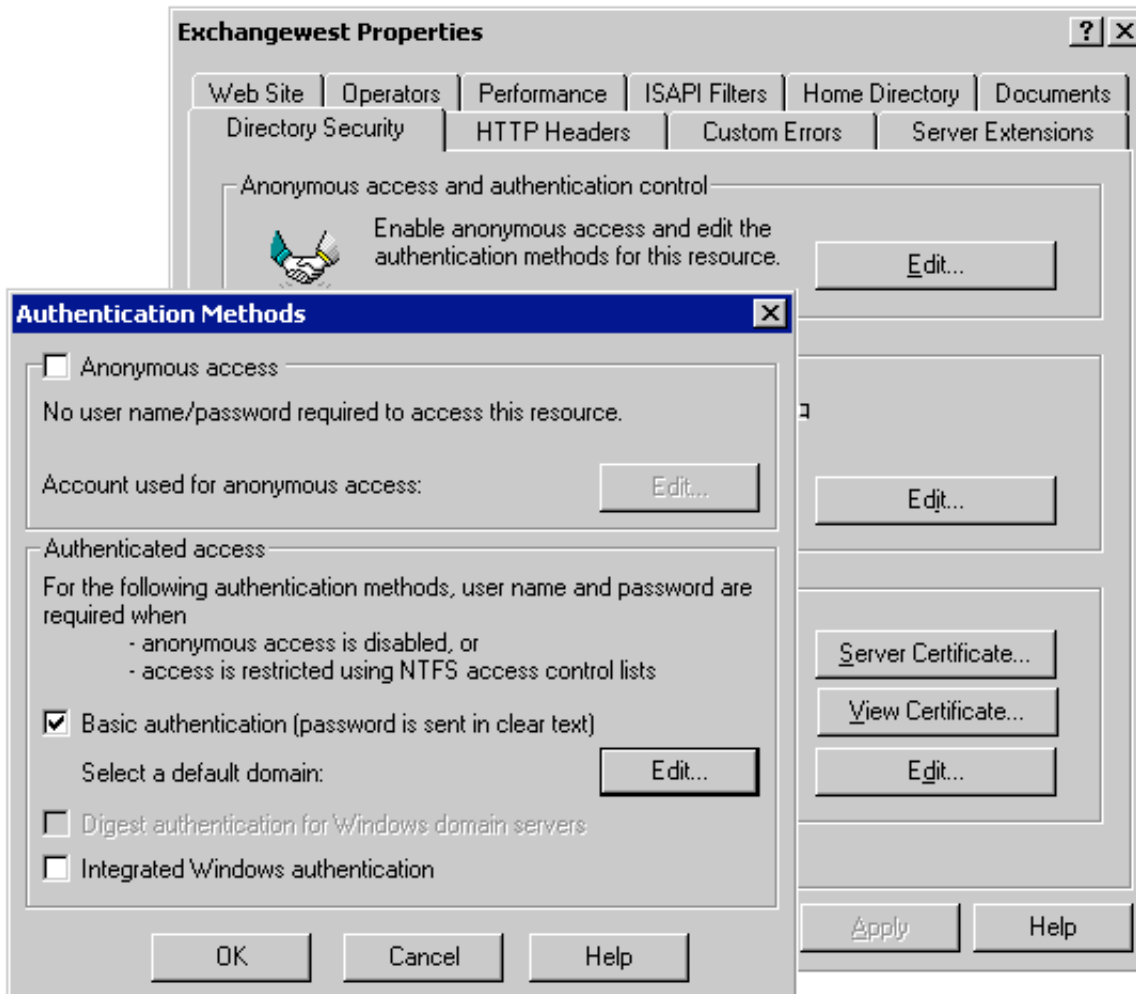 Exchangewest Properties
Web Site Operators Performance ISAPI Filters Home Directory Documents
Directory Security HTTP Headers Custom Errors Server Extensions
Anonymous access and authentication control
Enable anonymous access and edit the
authentication methods for this resource.
Edit...
Edit...
Server Certificate...
View Certificate...
Edit...
Apply Help
Authentication Methods
Anonymous access
No user name/password required to access this resource.
Account used for anonymous access: Edit...
Authenticated access
For the following authentication methods, user name and password are
required when
- anonymous access is disabled, or
- access is restricted using NTFS access control lists
Basic authentication (password is sent in clear text)
Select a default domain: Edit...
Digest authentication for Windows domain servers
Integrated Windows authentication
OK Cancel Help